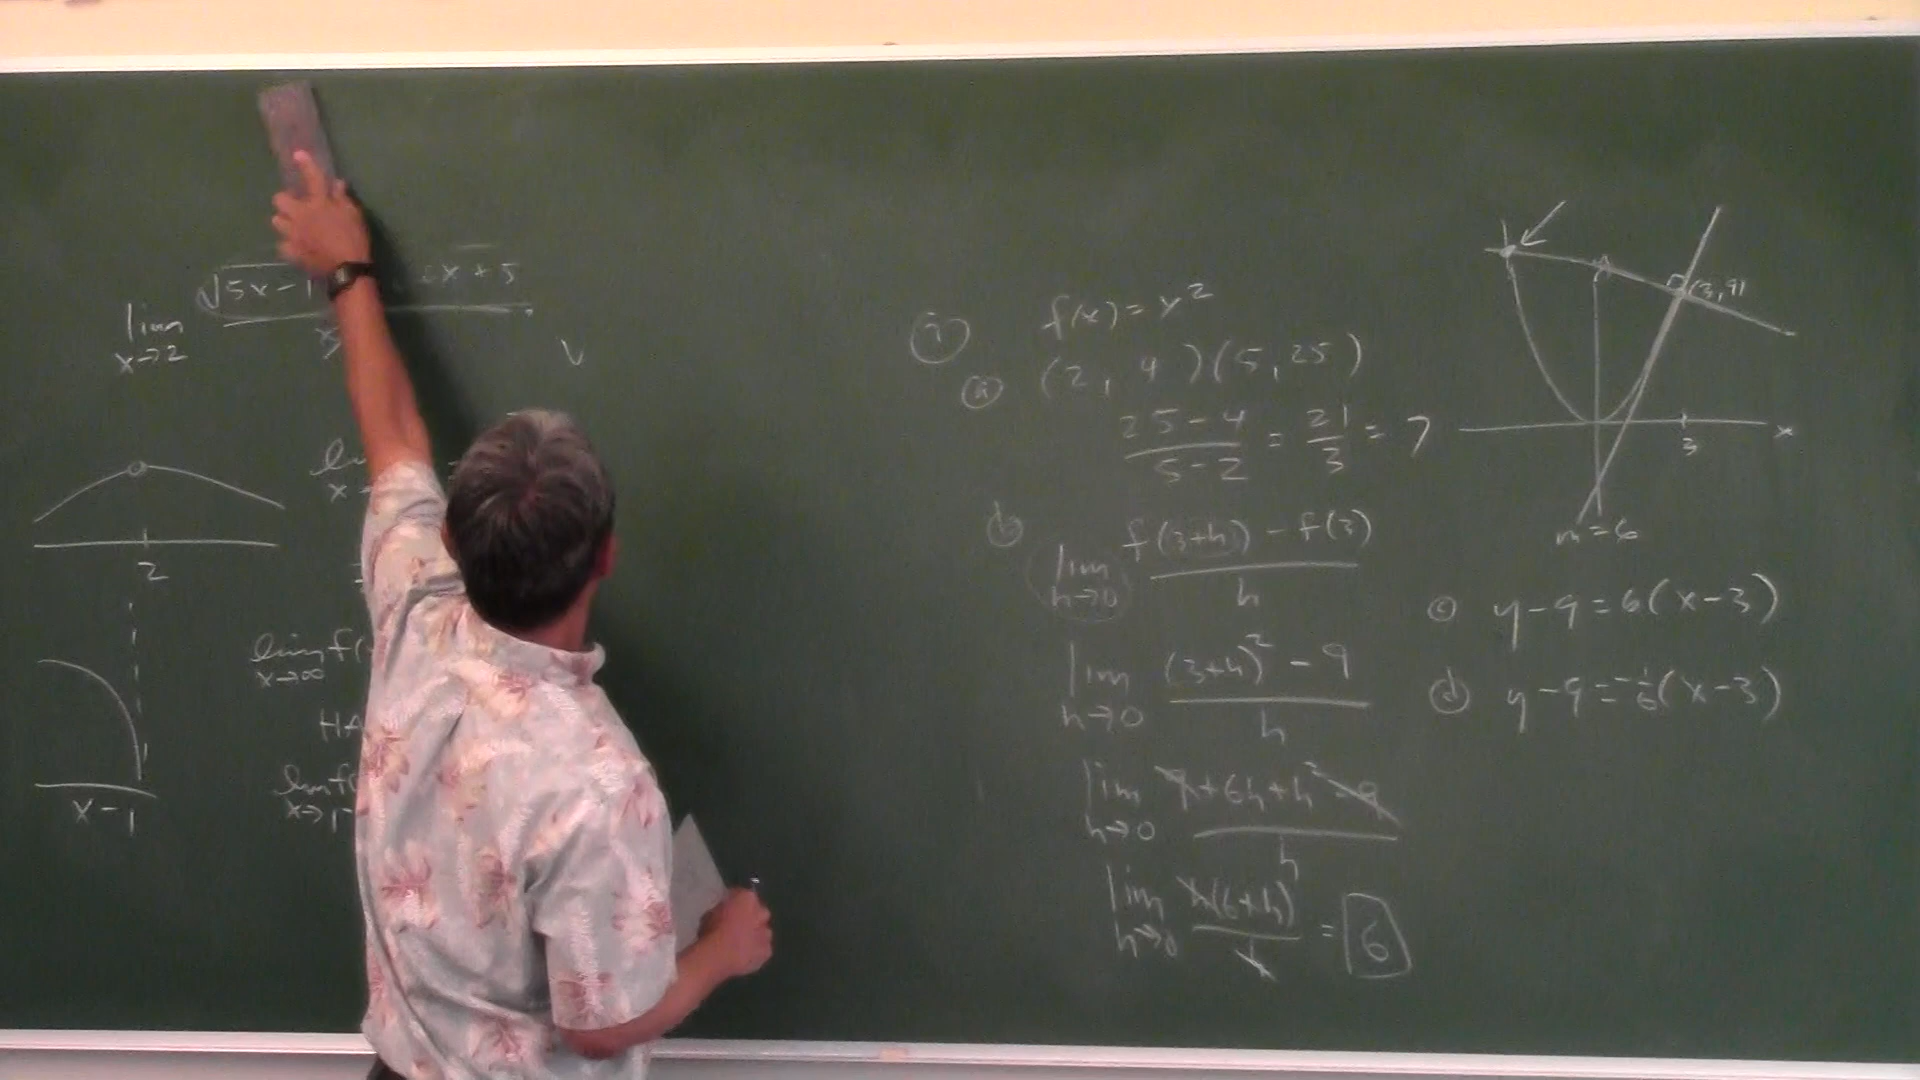 lim x→2
√5x-1
x + 5
2
lim f(
x→∞
HA
lim f(
x→1⁻
x-1
f(x) = x²
ⓐ (2, 4)(5, 25)
25-4 / 5-2 = 21/3 = 7
ⓑ lim h→0 f(3+h) - f(3) / h
lim h→0 (3+h)² - 9 / h
lim h→0 9+6h+h²-9 / h
lim h→0 h(6+h) / h = 6
(3,9)
x
3
m=6
ⓒ y-9=6(x-3)
ⓓ y-9=-1/6(x-3)